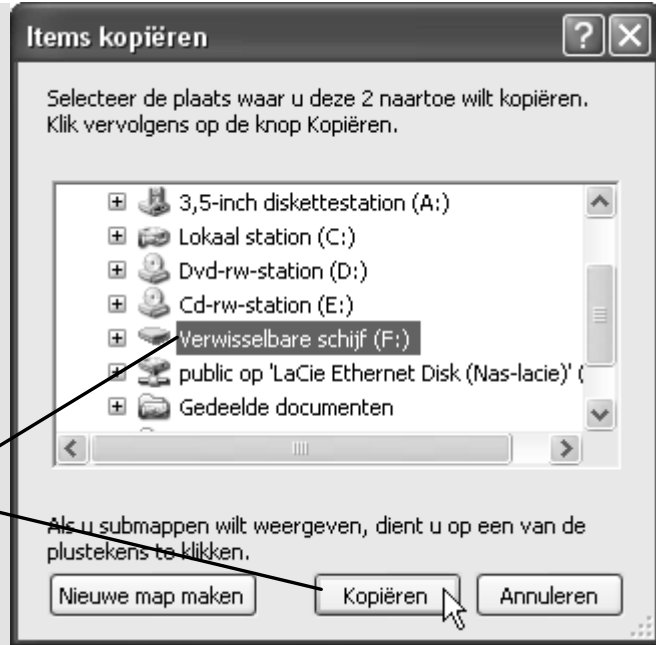 Items kopiëren
Selecteer de plaats waar u deze 2 naartoe wilt kopiëren.
Klik vervolgens op de knop Kopiëren.
3,5-inch diskettestation (A:)
Lokaal station (C:)
Dvd-rw-station (D:)
Cd-rw-station (E:)
Verwisselbare schijf (F:)
public op 'LaCie Ethernet Disk (Nas-lacie)' (
Gedeelde documenten
Als u submappen wilt weergeven, dient u op een van de
plustekens te klikken.
Nieuwe map maken
Kopiëren
Annuleren